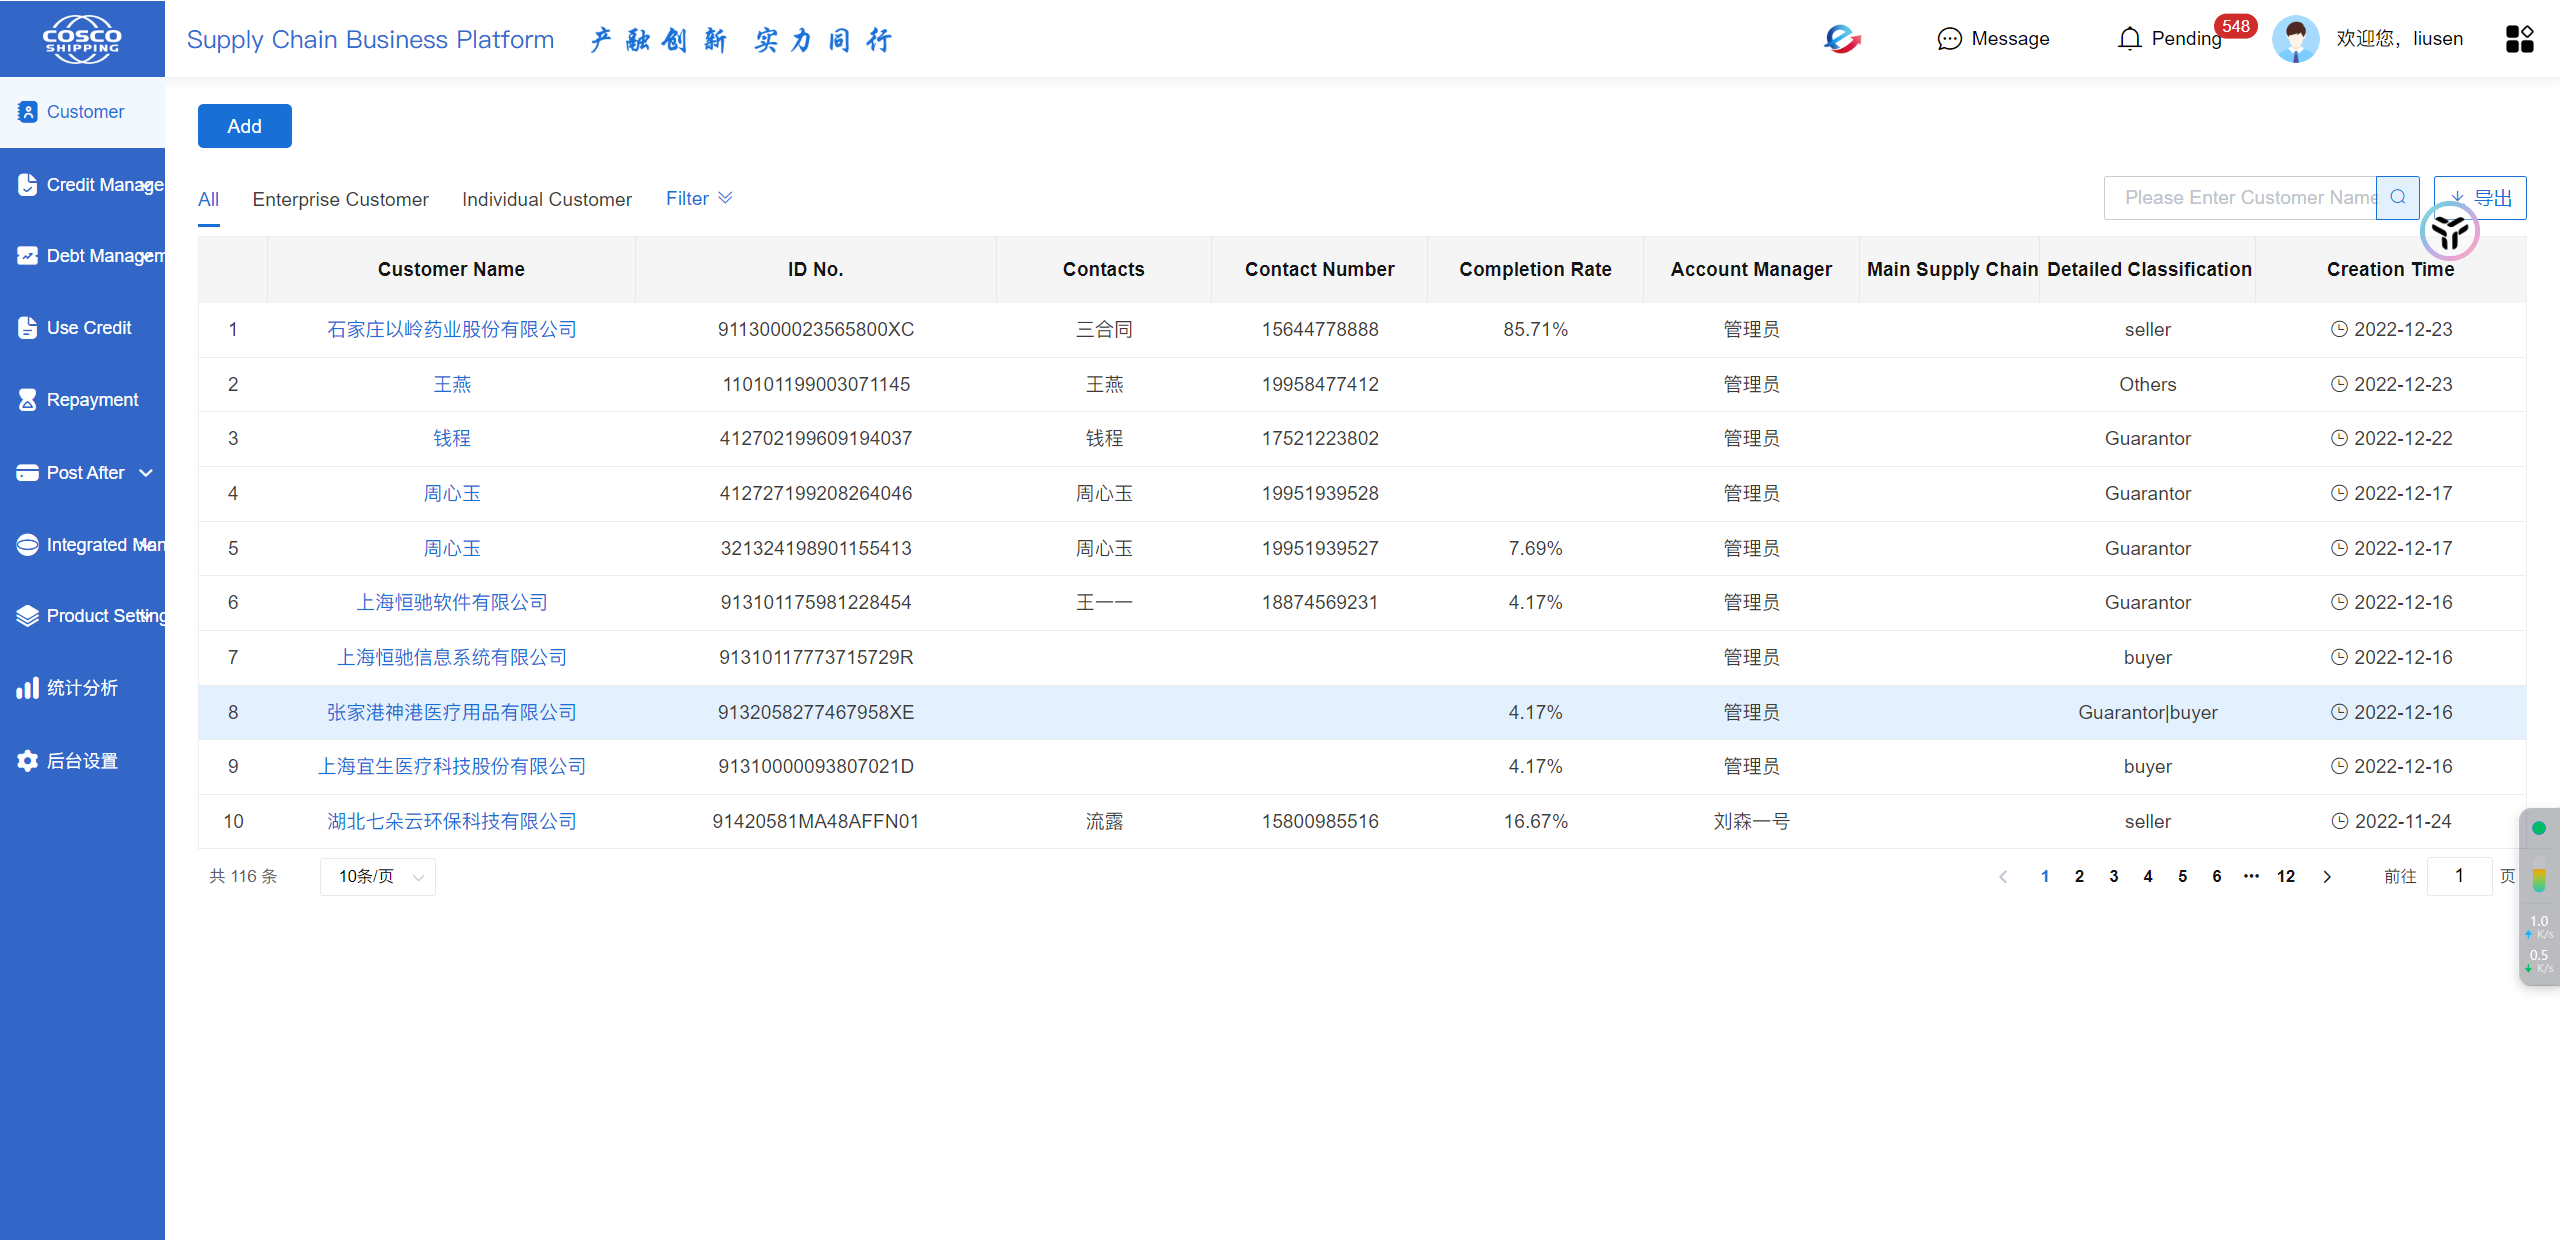 COSCO
SHIPPING
Supply Chain Business Platform 产融创新 实力同行
Message
Pending 548
欢迎您，liusen
Customer
Credit Manage
Debt Managem
Use Credit
Repayment
Post After
Integrated Man
Product Setting
统计分析
后台设置
Add
All Enterprise Customer Individual Customer Filter
Please Enter Customer Name
导出
Customer Name ID No. Contacts Contact Number Completion Rate Account Manager Main Supply Chain Detailed Classification Creation Time
1 石家庄以岭药业股份有限公司 9113000023565800XC 三合同 15644778888 85.71% 管理员 seller 2022-12-23
2 王燕 110101199003071145 王燕 19958477412 管理员 Others 2022-12-23
3 钱程 412702199609194037 钱程 17521223802 管理员 Guarantor 2022-12-22
4 周心玉 412727199208264046 周心玉 19951939528 管理员 Guarantor 2022-12-17
5 周心玉 321324198901155413 周心玉 19951939527 7.69% 管理员 Guarantor 2022-12-17
6 上海恒驰软件有限公司 913101175981228454 王一一 18874569231 4.17% 管理员 Guarantor 2022-12-16
7 上海恒驰信息系统有限公司 91310117773715729R 管理员 buyer 2022-12-16
8 张家港神港医疗用品有限公司 9132058277467958XE 4.17% 管理员 Guarantor|buyer 2022-12-16
9 上海宜生医疗科技股份有限公司 91310000093807021D 4.17% 管理员 buyer 2022-12-16
10 湖北七朵云环保科技有限公司 91420581MA48AFFN01 流露 15800985516 16.67% 刘森一号 seller 2022-11-24
共 116 条 10条/页 1 2 3 4 5 6 ··· 12 前往 1 页
1.0
K/s
0.5
K/s